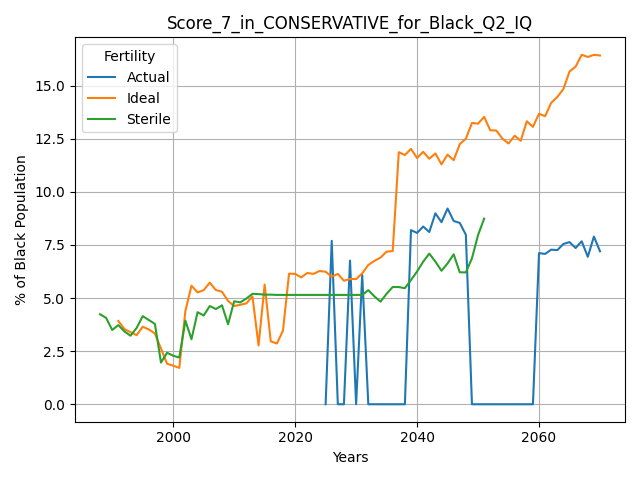 Score_7_in_CONSERVATIVE_for_Black_Q2_IQ
Fertility
Actual
Ideal
Sterile
% of Black Population
15.0
12.5
10.0
7.5
5.0
2.5
0.0
2000
2020
2040
2060
Years